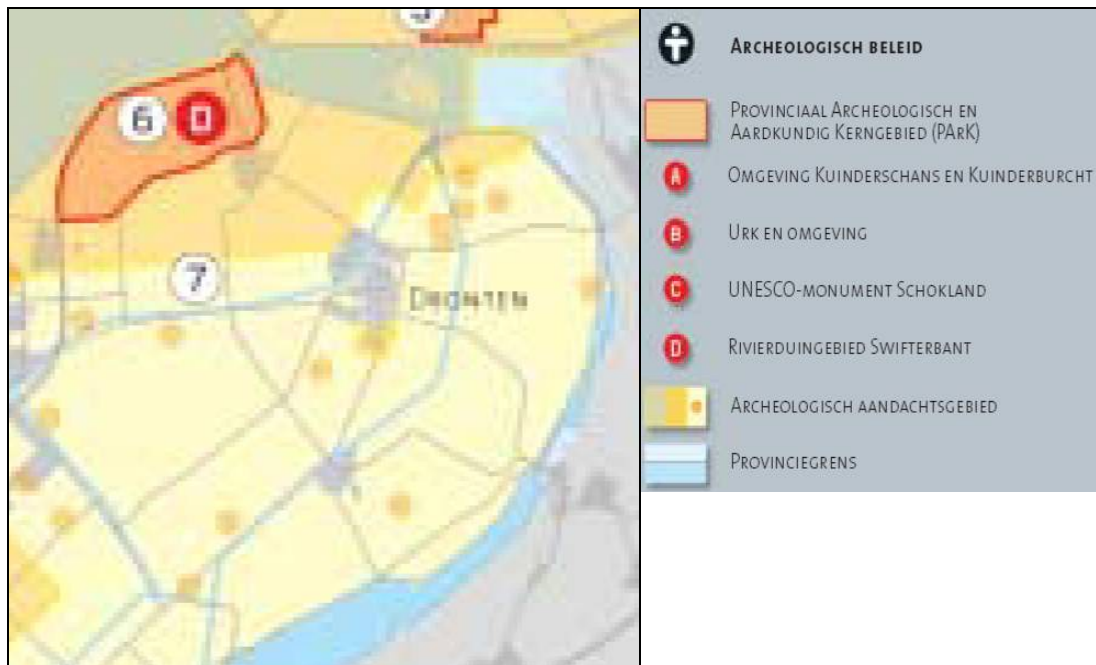 6
D
7
DRONTEN
ARCHEOLOGISCH BELEID
PROVINCIAAL ARCHEOLOGISCH EN
AARDKUNDIG KERNGEBIED (PARK)
A
OMGEVING KUINDERSCHANS EN KUINDERBURCHT
B
URK EN OMGEVING
C
UNESCO-MONUMENT SCHOKLAND
D
RIVIERDUINGEBIED SWIFTERBANT
ARCHEOLOGISCH AANDACHTSGEBIED
PROVINCIEGRENS